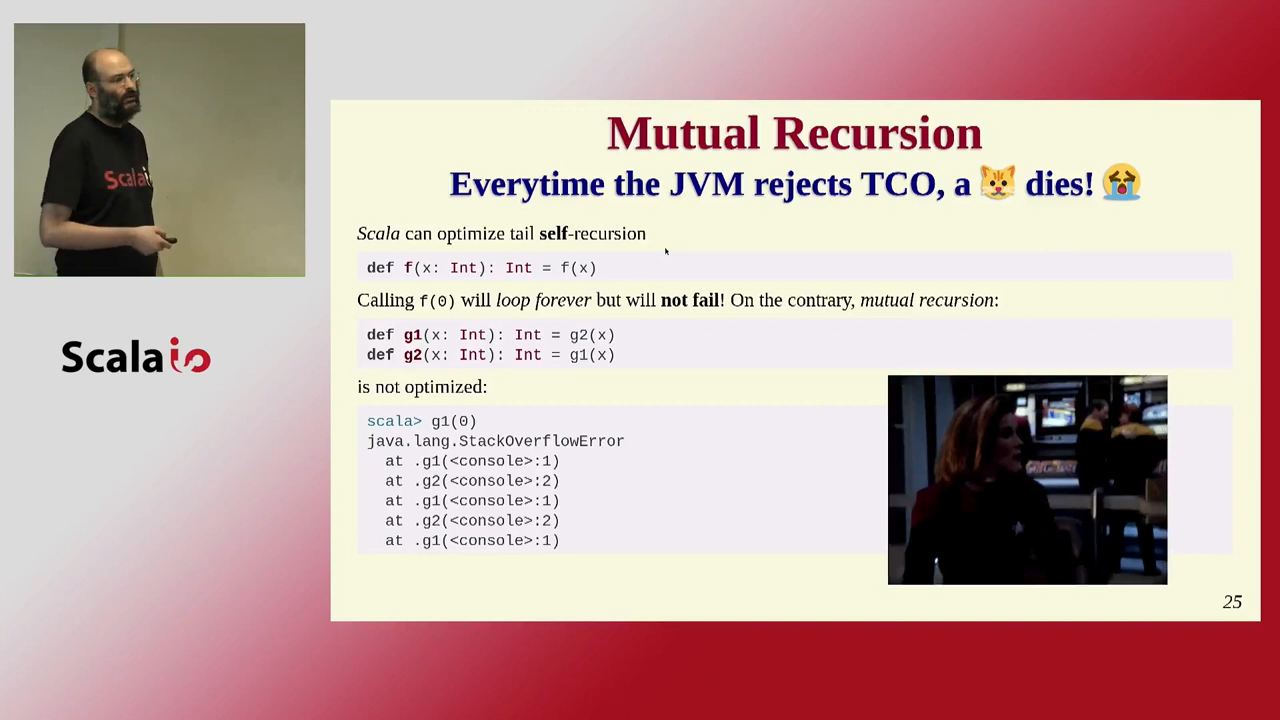 Scala
Scalaio
Mutual Recursion
Everytime the JVM rejects TCO, a 🐱 dies! 😭
Scala can optimize tail self-recursion
def f(x: Int): Int = f(x)
Calling f(0) will loop forever but will not fail! On the contrary, mutual recursion:
def g1(x: Int): Int = g2(x)
def g2(x: Int): Int = g1(x)
is not optimized:
scala> g1(0)
java.lang.StackOverflowError
  at .g1(<console>:1)
  at .g2(<console>:2)
  at .g1(<console>:1)
  at .g2(<console>:2)
  at .g1(<console>:1)
25